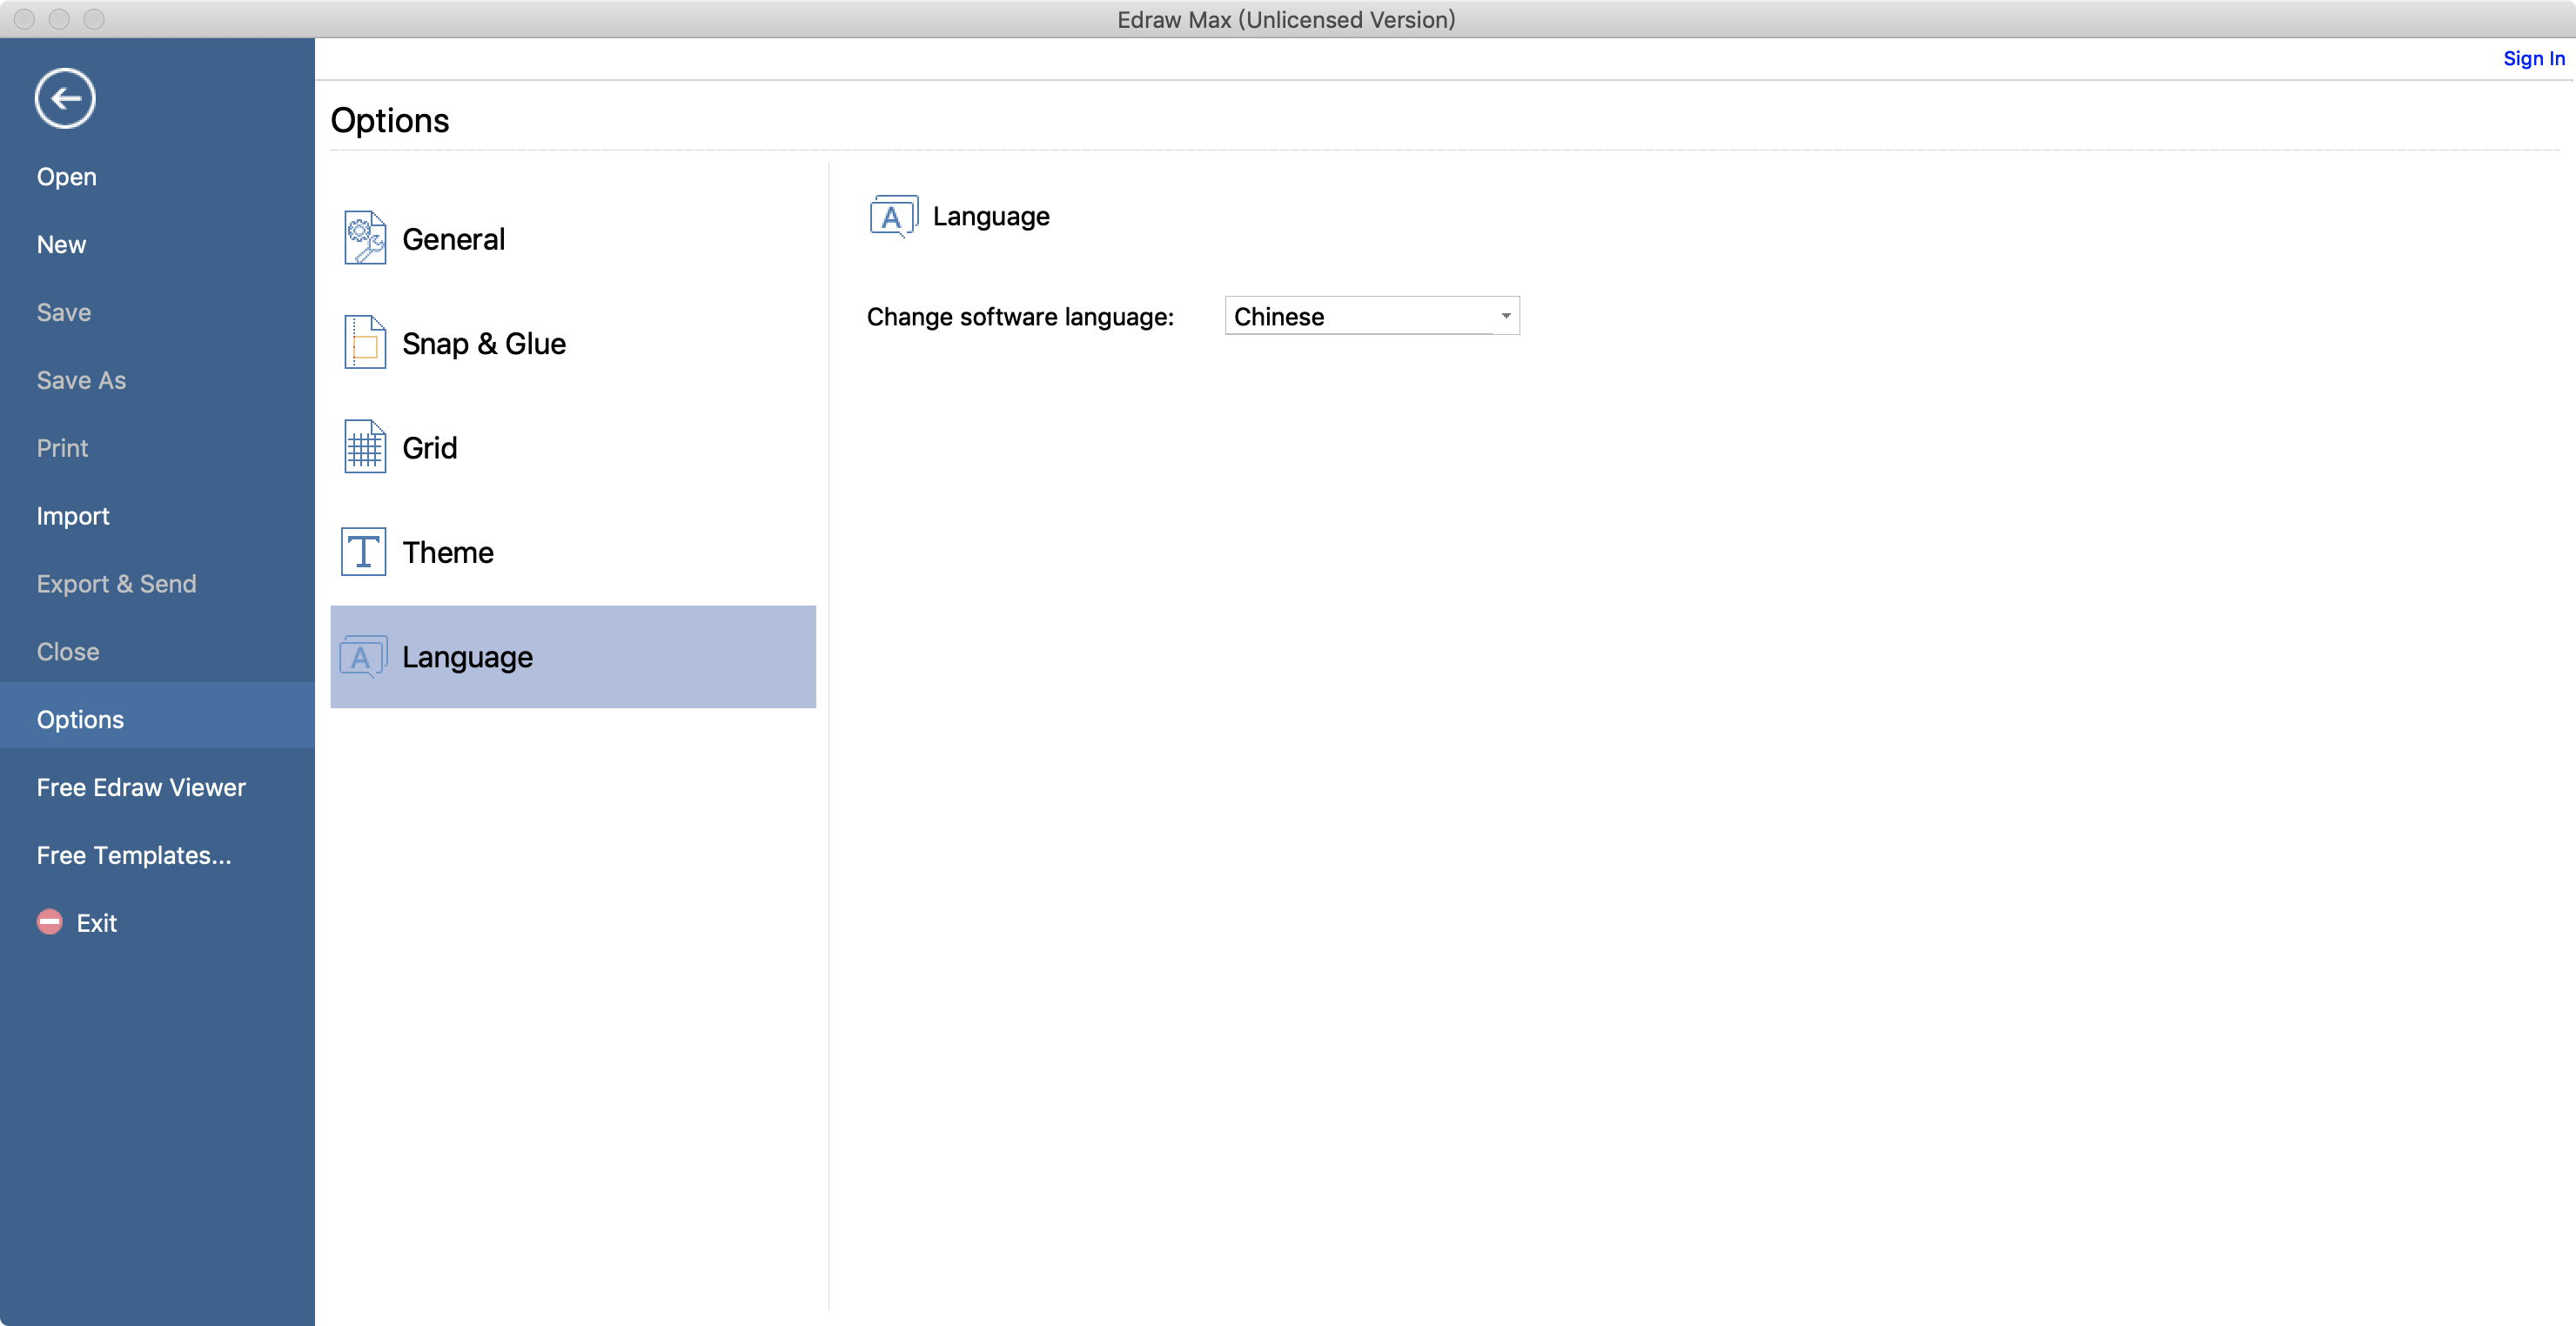 Edraw Max (Unlicensed Version)
Sign In
Open
New
Save
Save As
Print
Import
Export & Send
Close
Options
Free Edraw Viewer
Free Templates...
Exit
Options
General
Snap & Glue
Grid
Theme
Language
Language
Change software language: Chinese